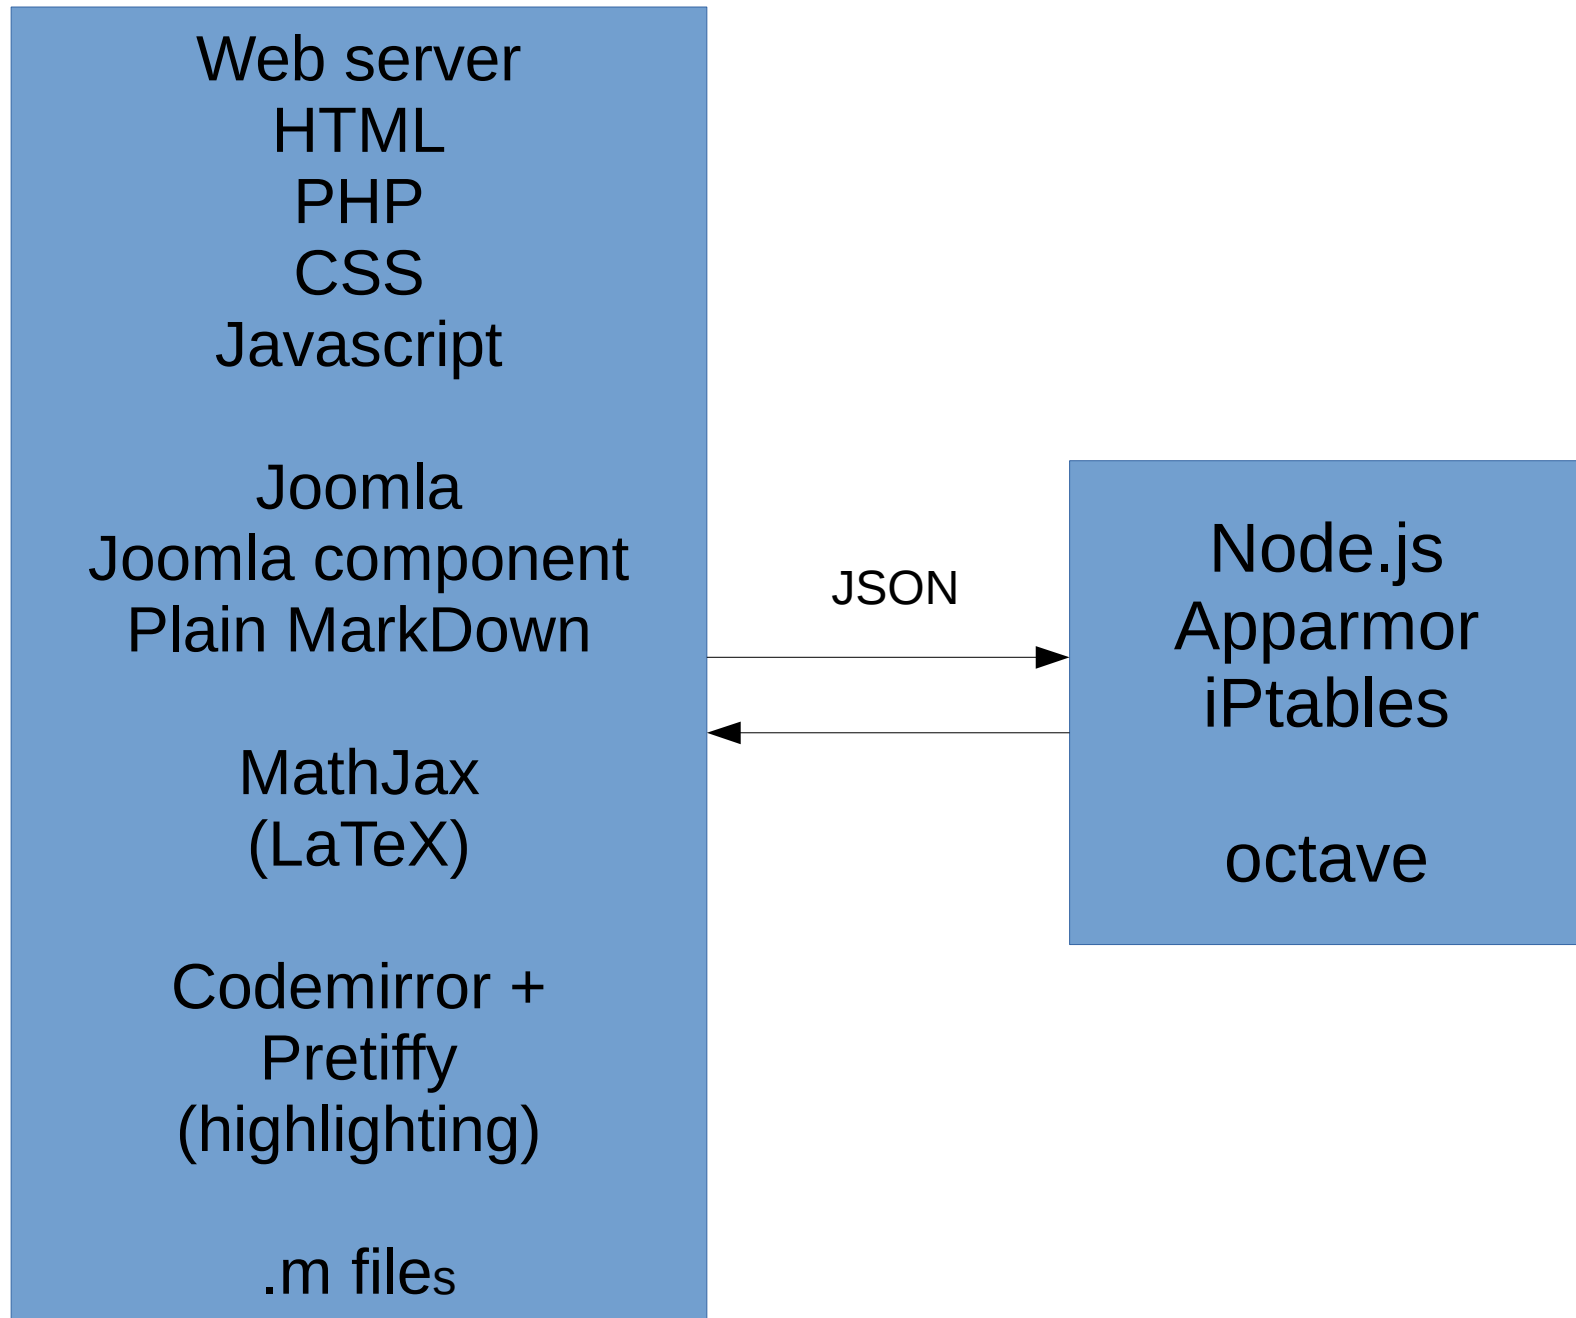 Web server
HTML
PHP
CSS
Javascript
Joomla
Joomla component
Plain MarkDown
MathJax
(LaTeX)
Codemirror +
Pretiffy
(highlighting)
.m files
JSON
Node.js
Apparmor
iPtables
octave